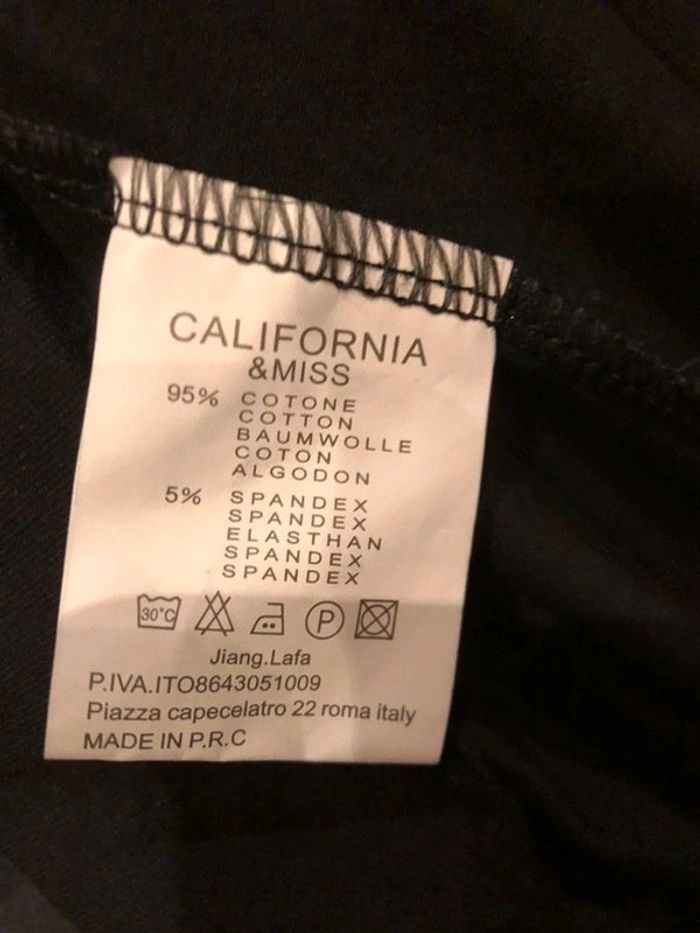 CALIFORNIA
&MISS
95% COTONE
COTTON
BAUMWOLLE
COTON
ALGODON
5% SPANDEX
SPANDEX
ELASTHAN
SPANDEX
SPANDEX
30°C P
Jiang.Lafa
P.IVA.ITO8643051009
Piazza capecelatro 22 roma italy
MADE IN P.R.C